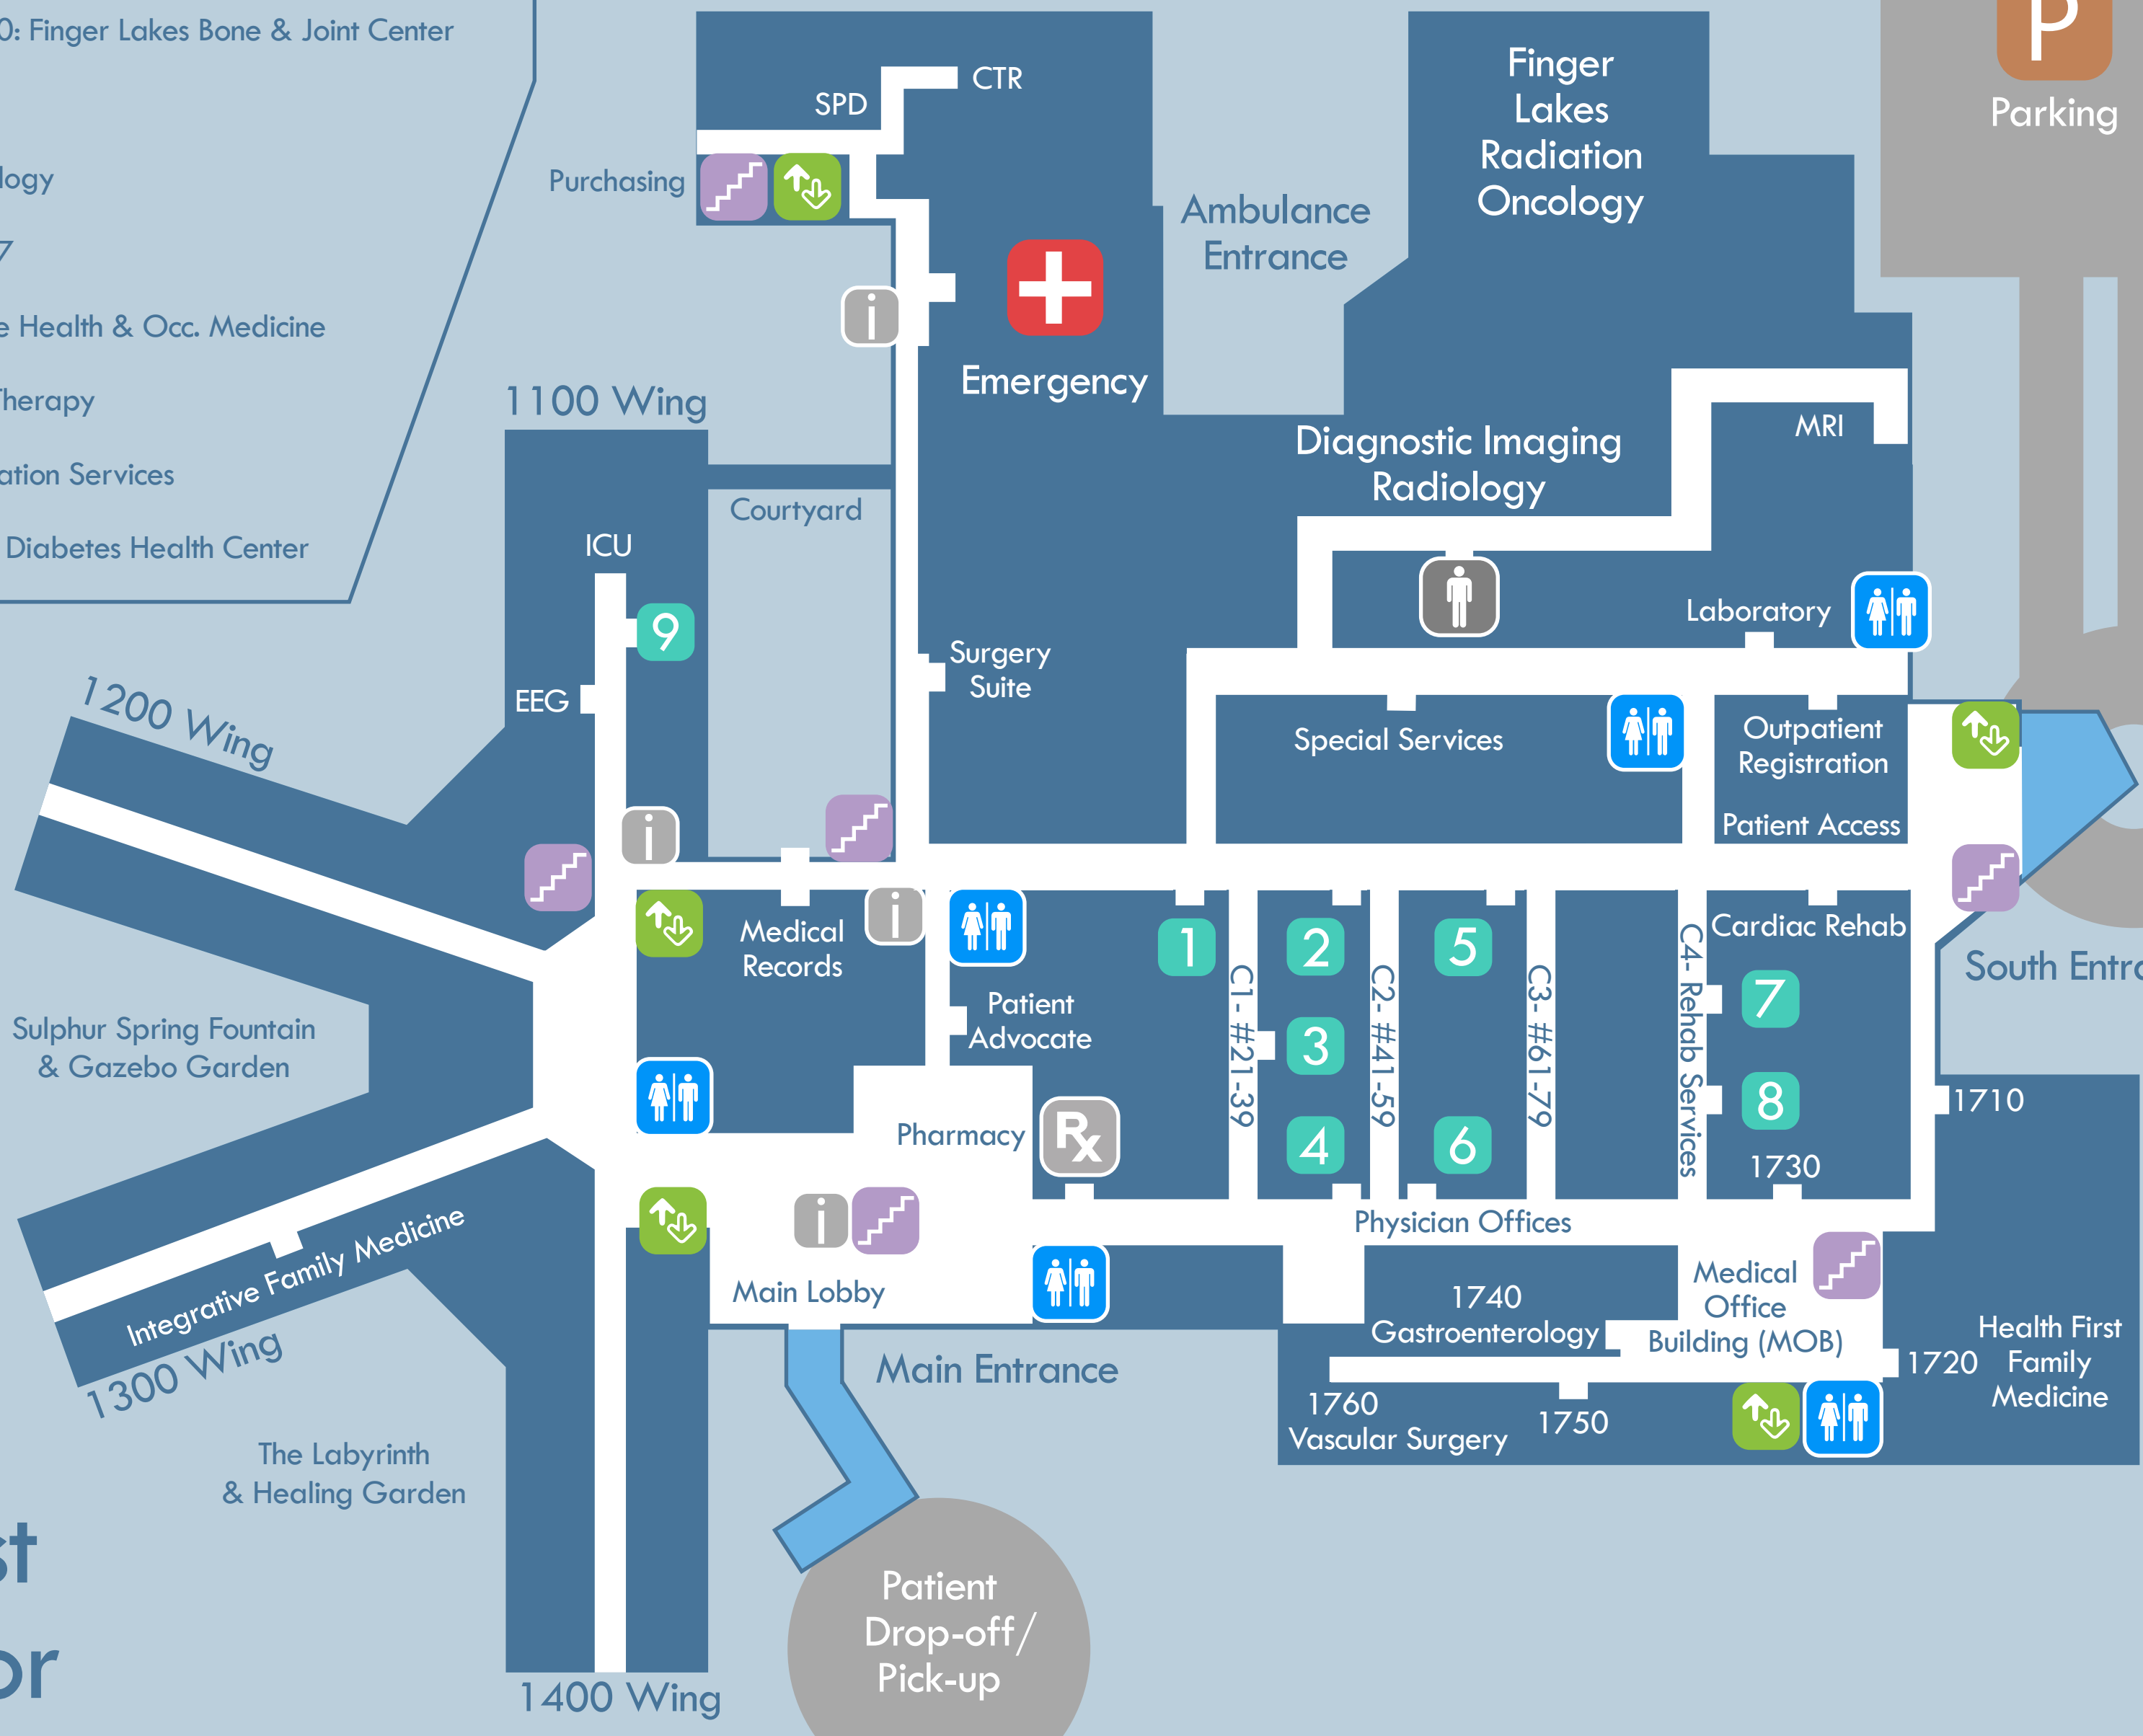 0: Finger Lakes Bone & Joint Center
logy
7
e Health & Occ. Medicine
Therapy
ation Services
Diabetes Health Center
CTR
SPD
Purchasing
Emergency
Ambulance
Entrance
Finger
Lakes
Radiation
Oncology
P
Parking
1100 Wing
Courtyard
Diagnostic Imaging
Radiology
MRI
ICU
9
EEG
Surgery
Suite
Laboratory
Special Services
Outpatient
Registration
Patient Access
1200 Wing
i
i
i
Medical
Records
Patient
Advocate
1
2
3
4
5
6
7
8
C1- #21-39
C2- #41-59
C3- #61-79
C4- Rehab Services
Cardiac Rehab
South Entra
1710
1730
Sulphur Spring Fountain
& Gazebo Garden
Pharmacy
Rx
i
Physician Offices
Main Lobby
Main Entrance
Integrative Family Medicine
1300 Wing
1740
Gastroenterology
Medical
Office
Building (MOB)
1720
Health First
Family
Medicine
1760
Vascular Surgery
1750
The Labyrinth
& Healing Garden
st
or
1400 Wing
Patient
Drop-off/
Pick-up